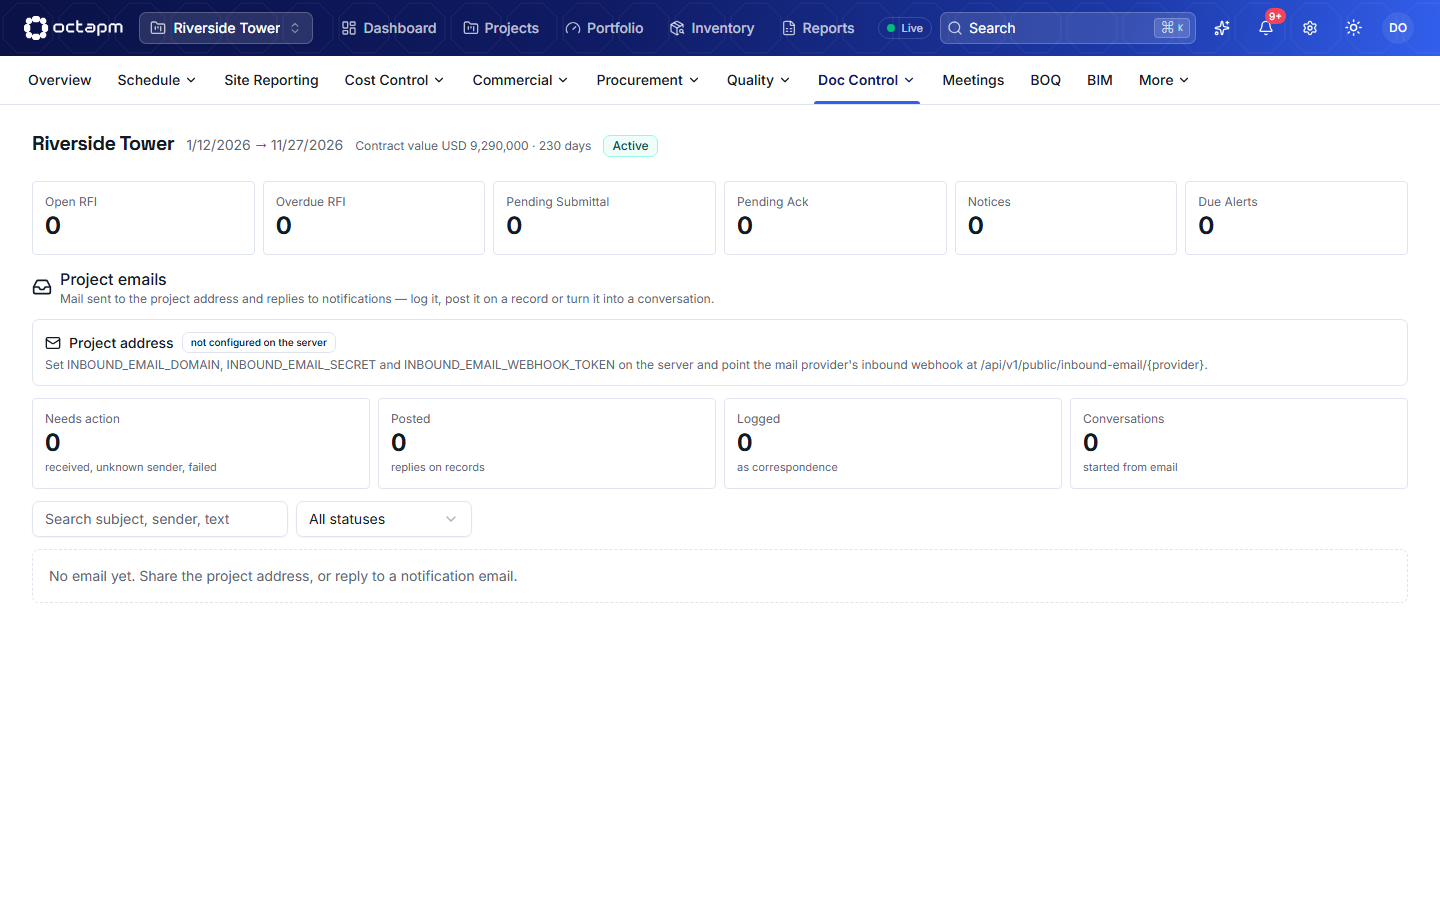 octapm
Riverside Tower
Dashboard
Projects
Portfolio
Inventory
Reports
Live
Search
⌘ K
9+
DO
Overview
Schedule
Site Reporting
Cost Control
Commercial
Procurement
Quality
Doc Control
Meetings
BOQ
BIM
More
Riverside Tower 1/12/2026 → 11/27/2026 Contract value USD 9,290,000 · 230 days Active
Open RFI
0
Overdue RFI
0
Pending Submittal
0
Pending Ack
0
Notices
0
Due Alerts
0
Project emails
Mail sent to the project address and replies to notifications — log it, post it on a record or turn it into a conversation.
Project address not configured on the server
Set INBOUND_EMAIL_DOMAIN, INBOUND_EMAIL_SECRET and INBOUND_EMAIL_WEBHOOK_TOKEN on the server and point the mail provider's inbound webhook at /api/v1/public/inbound-email/{provider}.
Needs action
0
received, unknown sender, failed
Posted
0
replies on records
Logged
0
as correspondence
Conversations
0
started from email
Search subject, sender, text
All statuses
No email yet. Share the project address, or reply to a notification email.